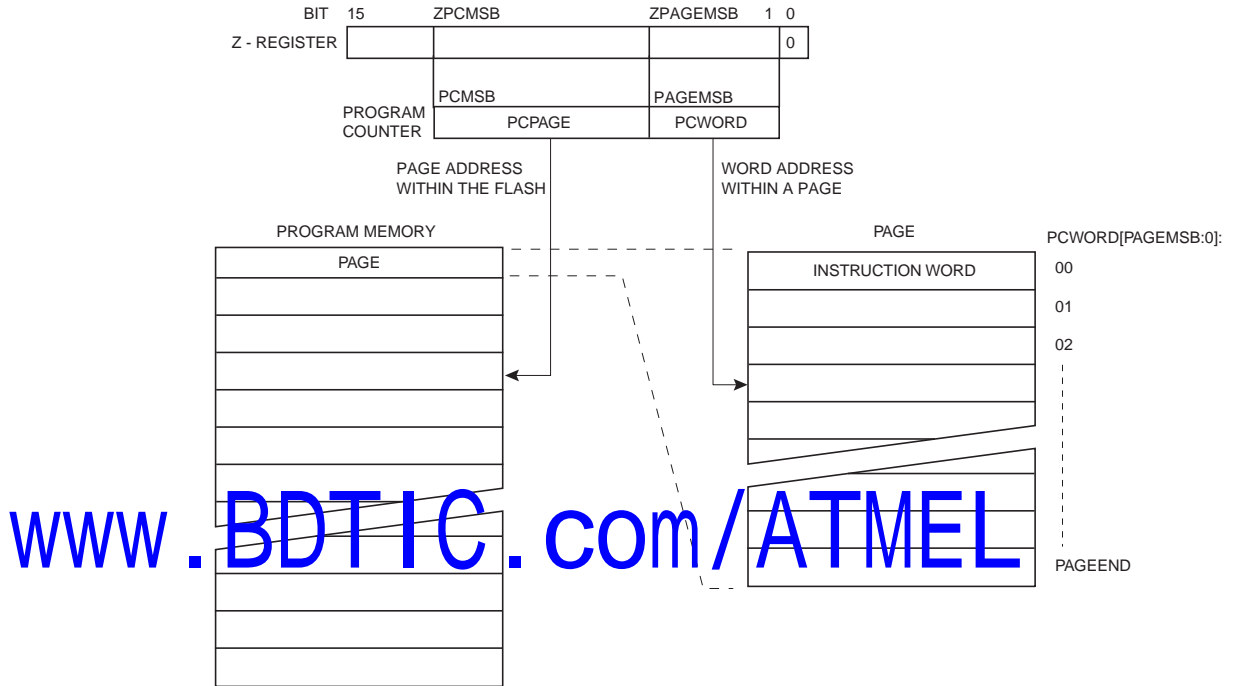 BIT 15 ZPCMSB ZPAGEMSB 1 0
Z - REGISTER 0
PCMSB PAGEMSB
PROGRAM
COUNTER
PCPAGE PCWORD
PAGE ADDRESS
WITHIN THE FLASH
WORD ADDRESS
WITHIN A PAGE
PROGRAM MEMORY
PAGE
PAGE
PCWORD[PAGEMSB:0]:
INSTRUCTION WORD
00
01
02
PAGEEND
www.BDTIC.com/ATMEL